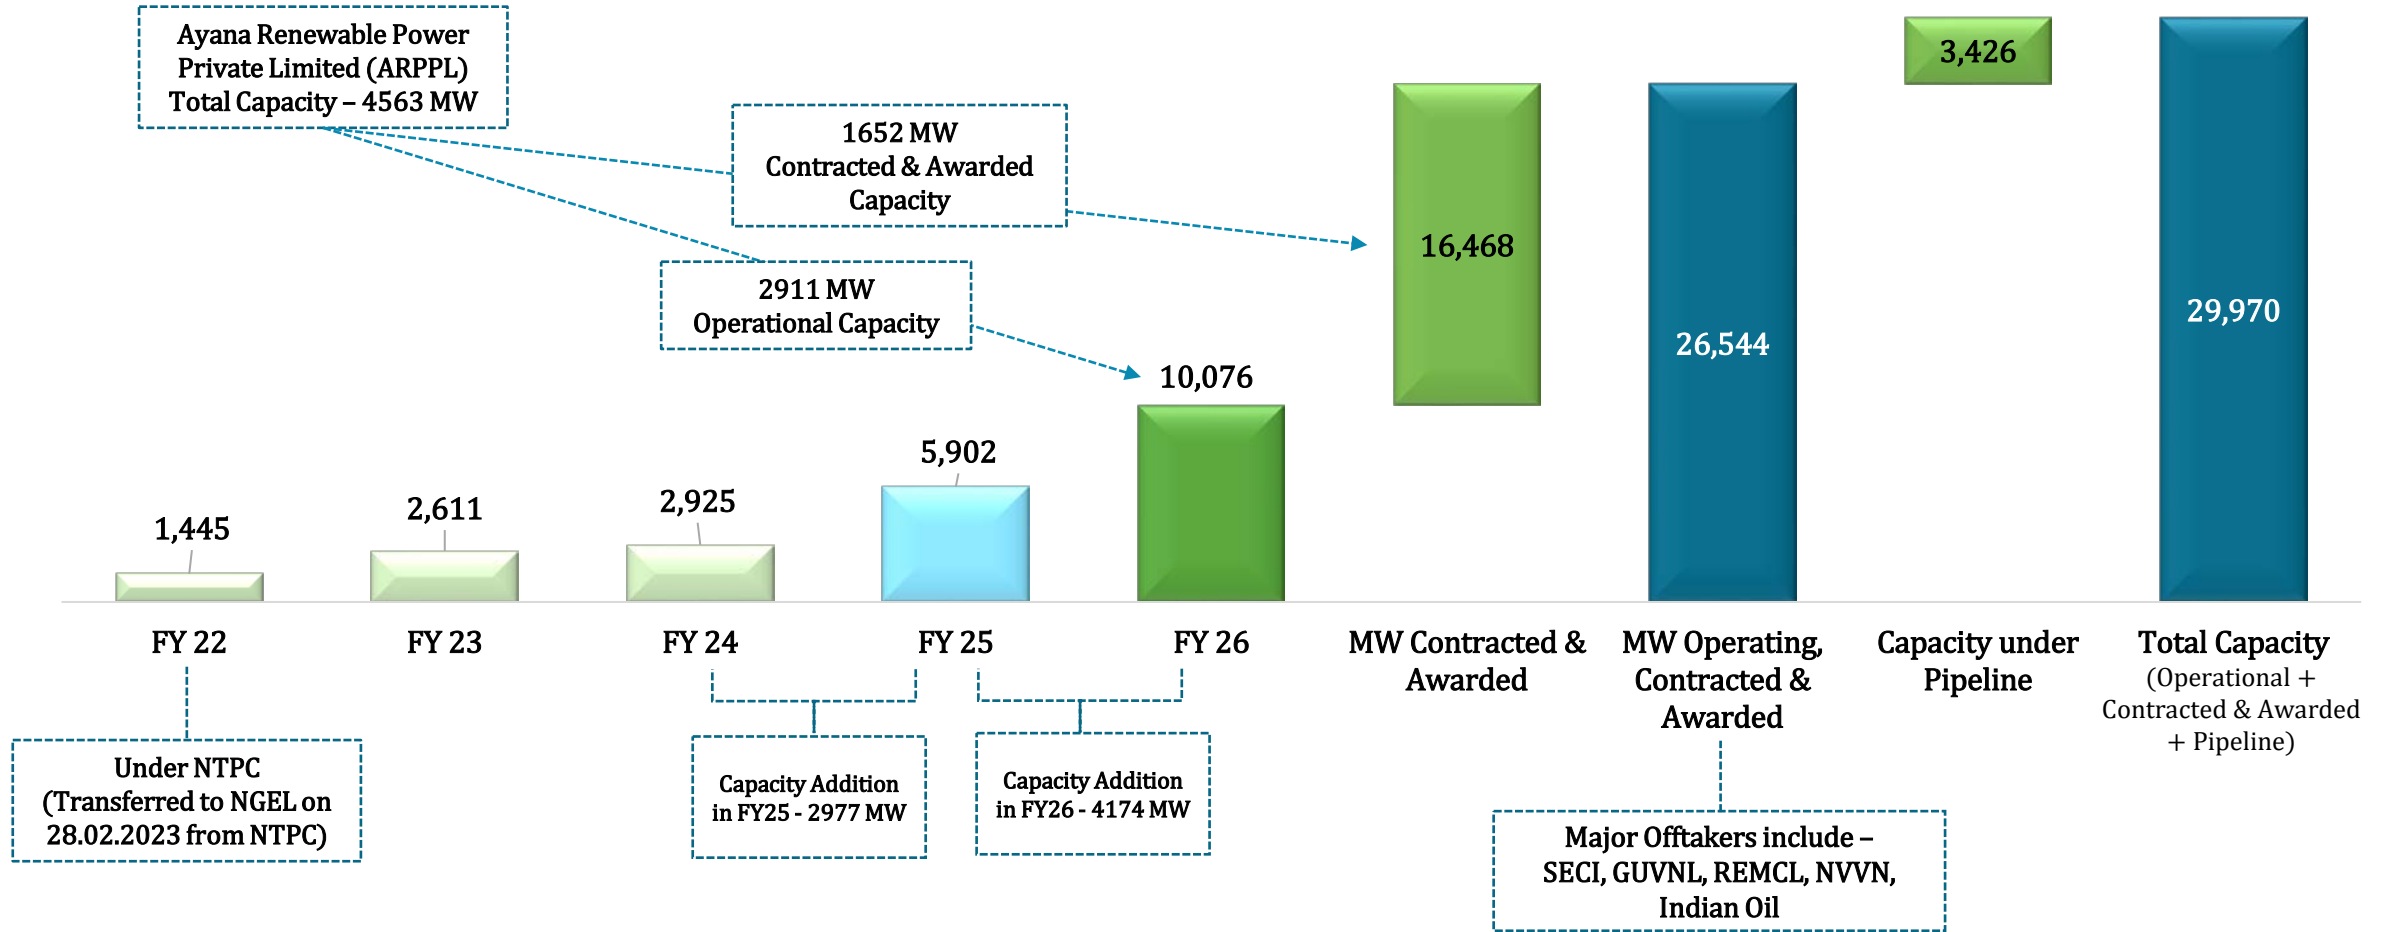 Ayana Renewable Power
Private Limited (ARPPL)
Total Capacity – 4563 MW
1652 MW
Contracted & Awarded
Capacity
2911 MW
Operational Capacity
1,445
2,611
2,925
5,902
10,076
16,468
26,544
3,426
29,970
FY 22
FY 23
FY 24
FY 25
FY 26
MW Contracted &
Awarded
MW Operating,
Contracted &
Awarded
Capacity under
Pipeline
Total Capacity
(Operational +
Contracted & Awarded
+ Pipeline)
Under NTPC
(Transferred to NGEL on
28.02.2023 from NTPC)
Capacity Addition
in FY25 - 2977 MW
Capacity Addition
in FY26 - 4174 MW
Major Offtakers include –
SECI, GUVNL, REMCL, NVVN,
Indian Oil